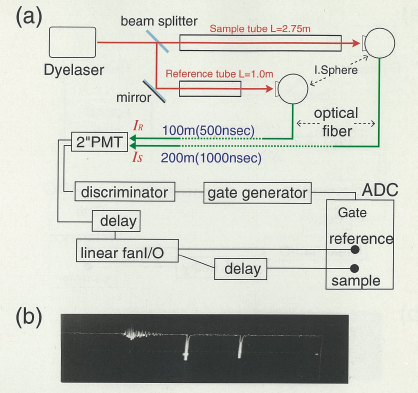 (a)
beam splitter
Sample tube L=2.75m
Dyelaser
Reference tube L=1.0m
I.Sphere
mirror
optical
fiber
I_R
100m(500nsec)
2"PMT
I_S
200m(1000nsec)
discriminator
gate generator
ADC
Gate
delay
reference
linear fanI/O
delay
sample
(b)